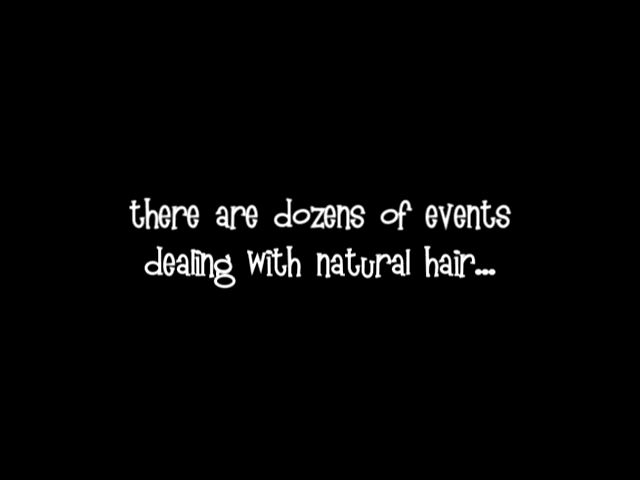 there are dozens of events
dealing with natural hair...